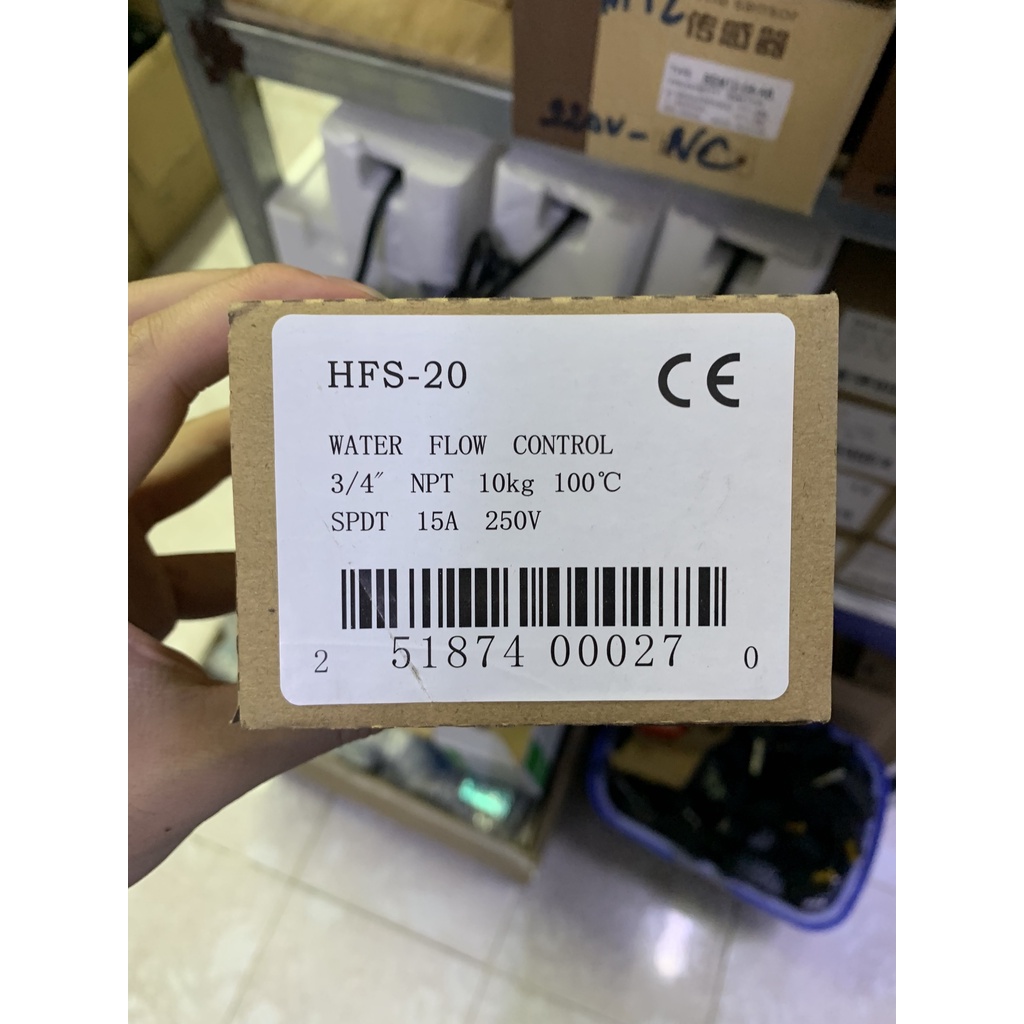 传感器
220V-NC
HFS-20
CE
WATER FLOW CONTROL
3/4″ NPT 10kg 100℃
SPDT 15A 250V
2 51874 00027 0